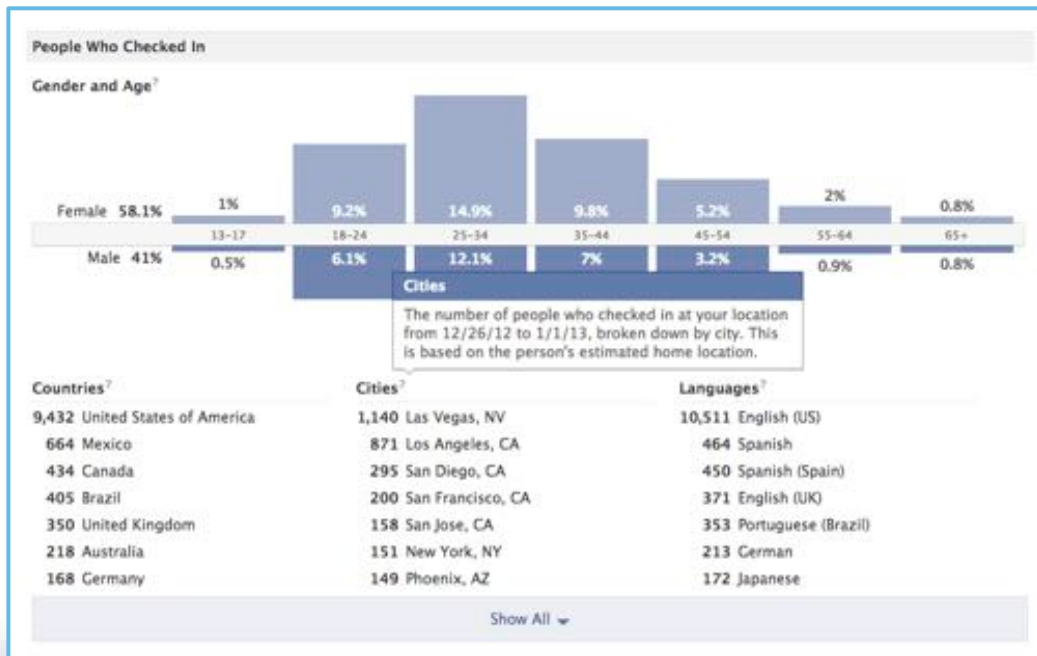 People Who Checked In
Gender and Age?
Female 58.1% 1% 9.2% 14.9% 9.8% 5.2% 2% 0.8%
13-17 18-24 25-34 35-44 45-54 55-64 65+
Male 41% 0.5% 6.1% 12.1% 7% 3.2% 0.9% 0.8%
Cities
The number of people who checked in at your location
from 12/26/12 to 1/1/13, broken down by city. This
is based on the person's estimated home location.
Countries?
9,432 United States of America
664 Mexico
434 Canada
405 Brazil
350 United Kingdom
218 Australia
168 Germany
Cities?
1,140 Las Vegas, NV
871 Los Angeles, CA
295 San Diego, CA
200 San Francisco, CA
158 San Jose, CA
151 New York, NY
149 Phoenix, AZ
Languages?
10,511 English (US)
464 Spanish
450 Spanish (Spain)
371 English (UK)
353 Portuguese (Brazil)
213 German
172 Japanese
Show All